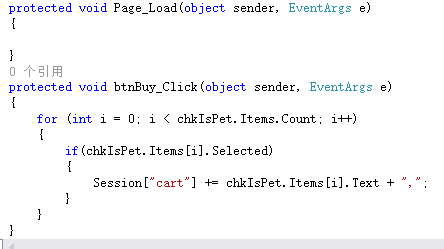 protected void Page_Load(object sender, EventArgs e)
{
}
0 个引用
protected void btnBuy_Click(object sender, EventArgs e)
{
for (int i = 0; i < chkIsPet.Items.Count; i++)
{
if(chkIsPet.Items[i].Selected)
{
Session["cart"] += chkIsPet.Items[i].Text + ",";
}
}
}